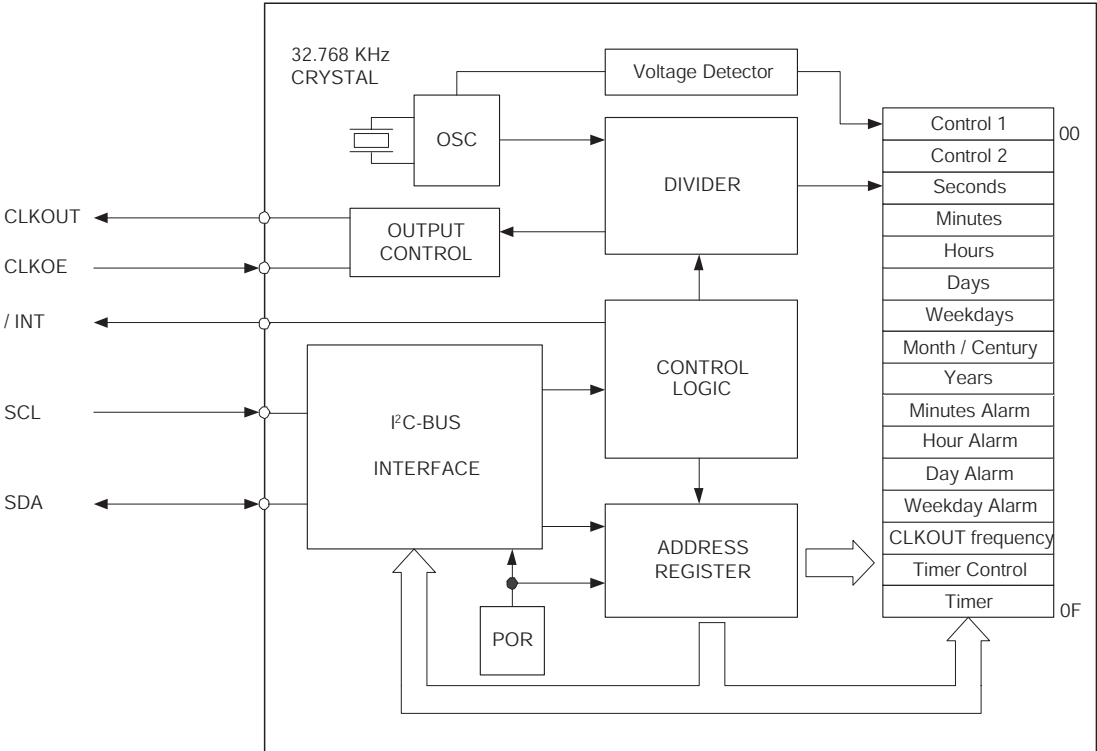 32.768 KHz
CRYSTAL
Voltage Detector
OSC
DIVIDER
OUTPUT
CONTROL
CLKOUT
CLKOE
/ INT
SCL
SDA
I²C-BUS
INTERFACE
CONTROL
LOGIC
ADDRESS
REGISTER
POR
Control 1
00
Control 2
Seconds
Minutes
Hours
Days
Weekdays
Month / Century
Years
Minutes Alarm
Hour Alarm
Day Alarm
Weekday Alarm
CLKOUT frequency
Timer Control
Timer
0F